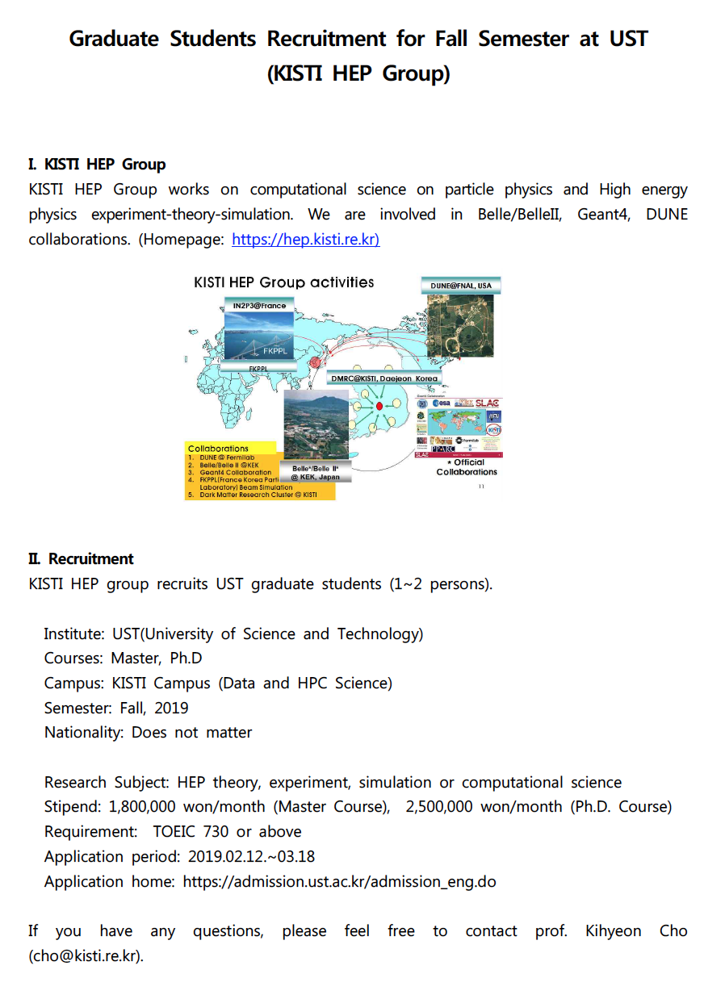 Graduate Students Recruitment for Fall Semester at UST
(KISTI HEP Group)
I. KISTI HEP Group
KISTI HEP Group works on computational science on particle physics and High energy
physics experiment-theory-simulation. We are involved in Belle/BelleII, Geant4, DUNE
collaborations. (Homepage: https://hep.kisti.re.kr)
KISTI HEP Group activities
DUNE@FNAL, USA
IN2P3@France
FKPPL
FKPPL
DMRC@KISTI, Daejeon Korea
esa
SLAC
INFN
KISTI
Fermilab
PPARC
SLAC
* Official
Collaborations
11
Belle*/Belle II*
@ KEK, Japan
Collaborations
1. DUNE @ Fermilab
2. Belle/Belle II @KEK
3. Geant4 Collaboration
4. FKPPL(France Korea Parti
Laboratory) Beam Simulation
5. Dark Matter Research Cluster @ KISTI
II. Recruitment
KISTI HEP group recruits UST graduate students (1~2 persons).
Institute: UST(University of Science and Technology)
Courses: Master, Ph.D
Campus: KISTI Campus (Data and HPC Science)
Semester: Fall, 2019
Nationality: Does not matter
Research Subject: HEP theory, experiment, simulation or computational science
Stipend: 1,800,000 won/month (Master Course), 2,500,000 won/month (Ph.D. Course)
Requirement: TOEIC 730 or above
Application period: 2019.02.12.~03.18
Application home: https://admission.ust.ac.kr/admission_eng.do
If you have any questions, please feel free to contact prof. Kihyeon Cho
(cho@kisti.re.kr).